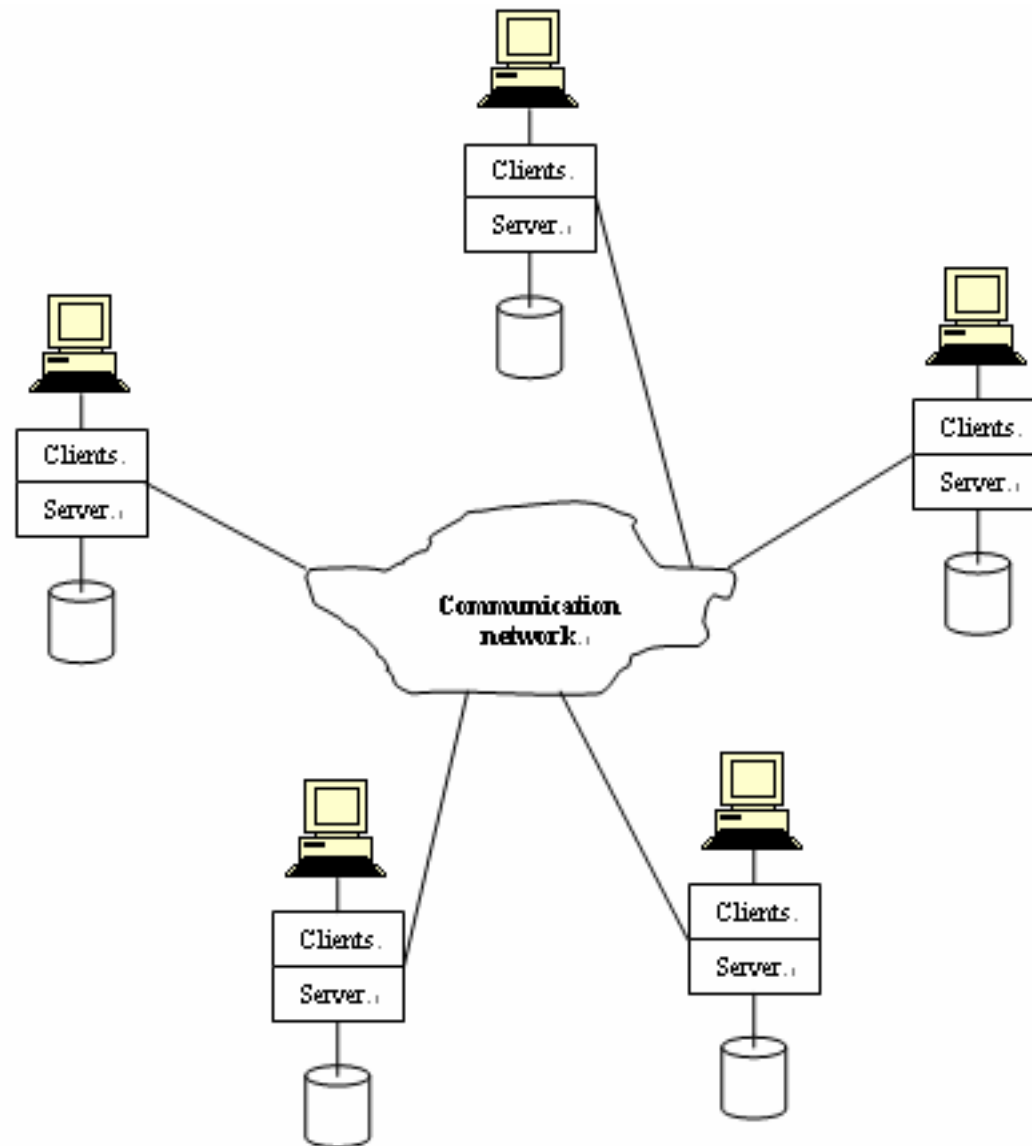 Clients.
Server.
Clients.
Server.
Clients.
Server.
Communication
network.
Clients.
Server.
Clients.
Server.